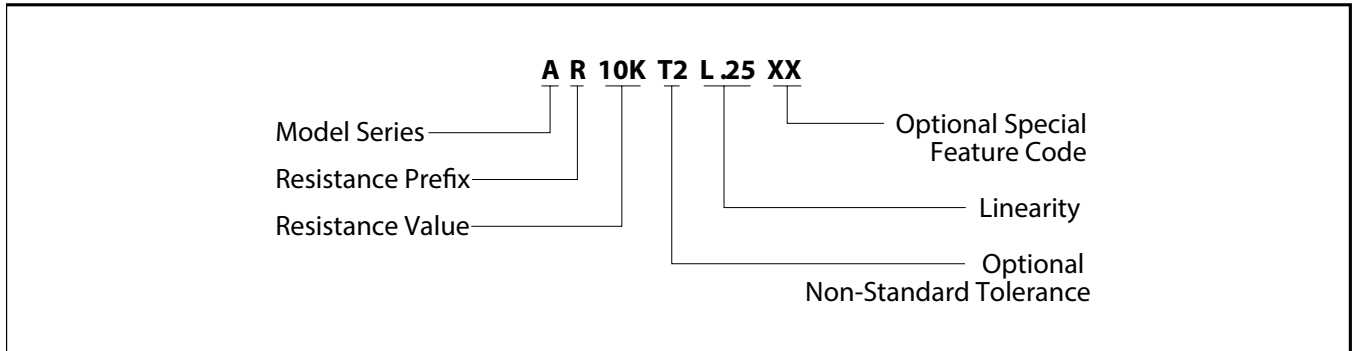 A R 10K T2 L.25 XX
Model Series
Resistance Prefix
Resistance Value
Optional Special
Feature Code
Linearity
Optional
Non-Standard Tolerance